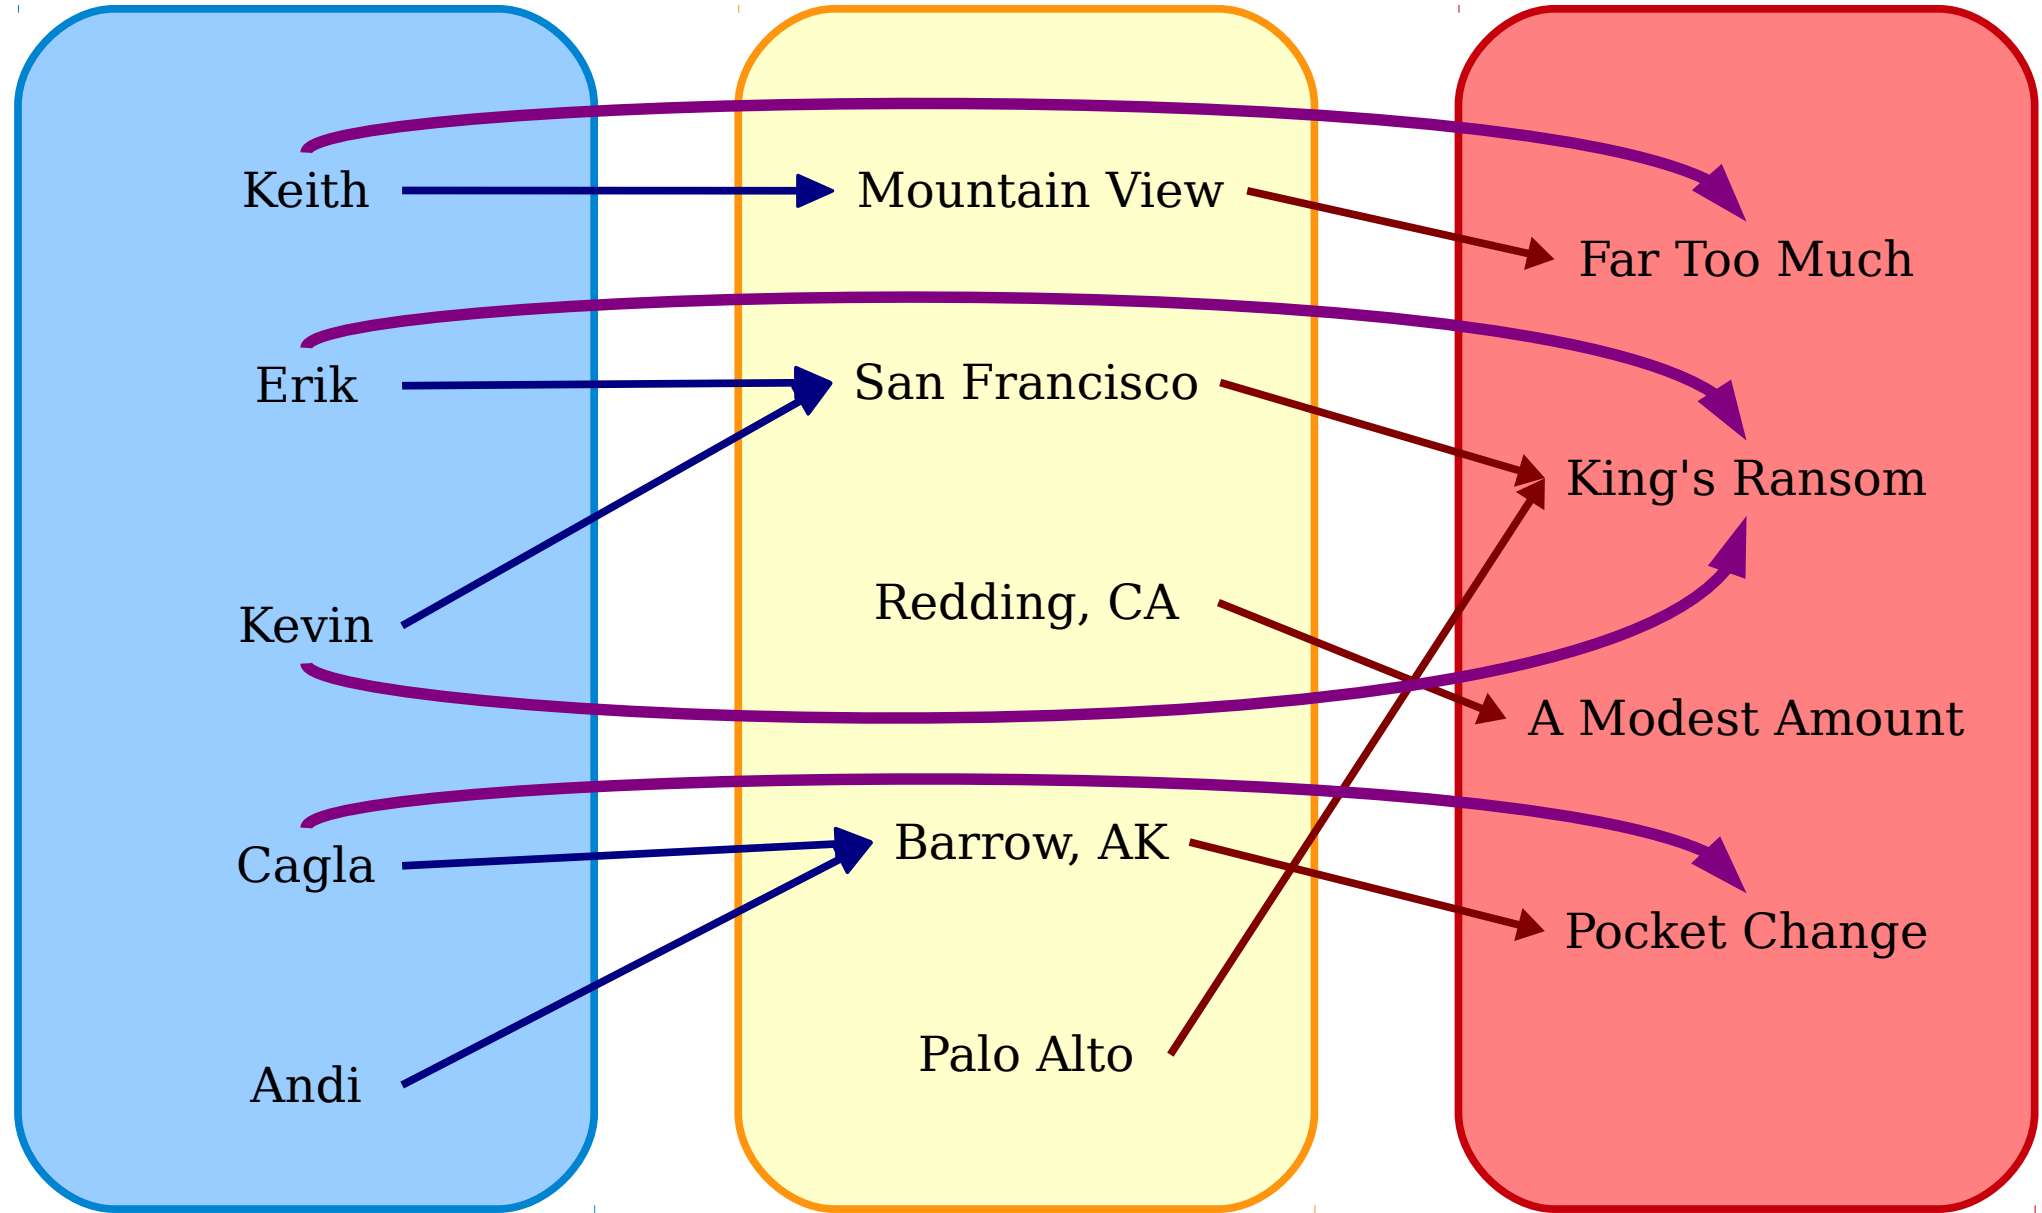 Keith
Erik
Kevin
Cagla
Andi
Mountain View
San Francisco
Redding, CA
Barrow, AK
Palo Alto
Far Too Much
King's Ransom
A Modest Amount
Pocket Change